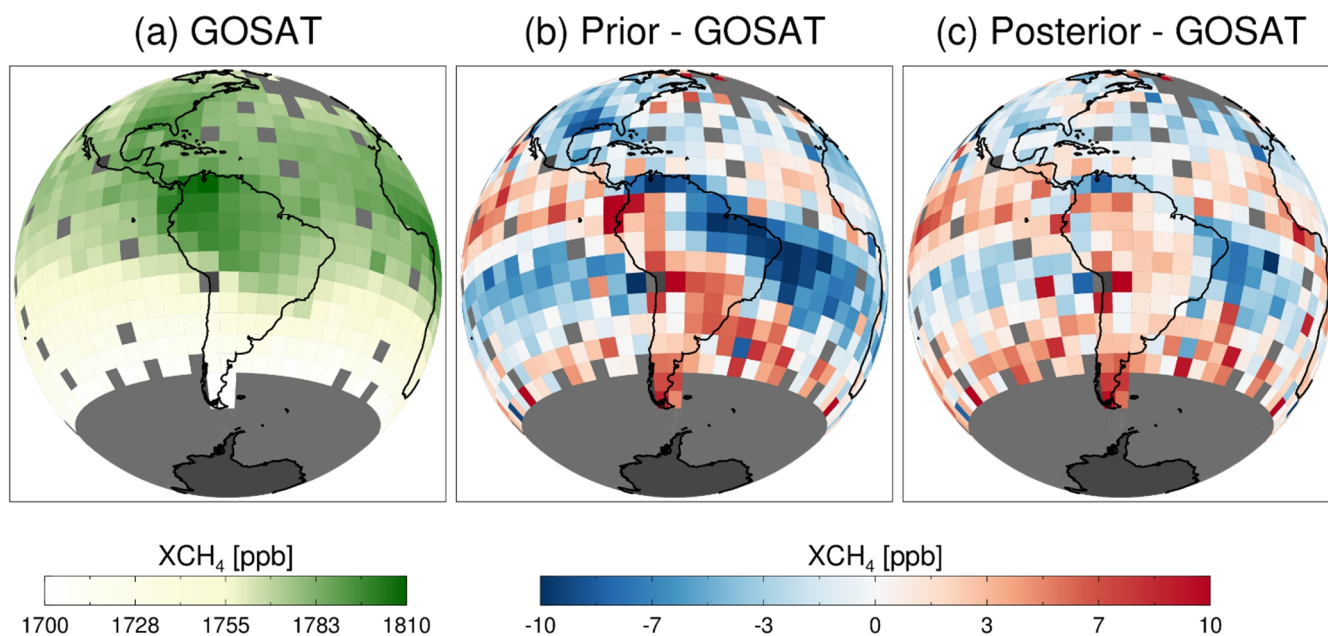 (a) GOSAT
(b) Prior - GOSAT
(c) Posterior - GOSAT
XCH₄ [ppb]
1700 1728 1755 1783 1810
XCH₄ [ppb]
-10 -7 -3 0 3 7 10